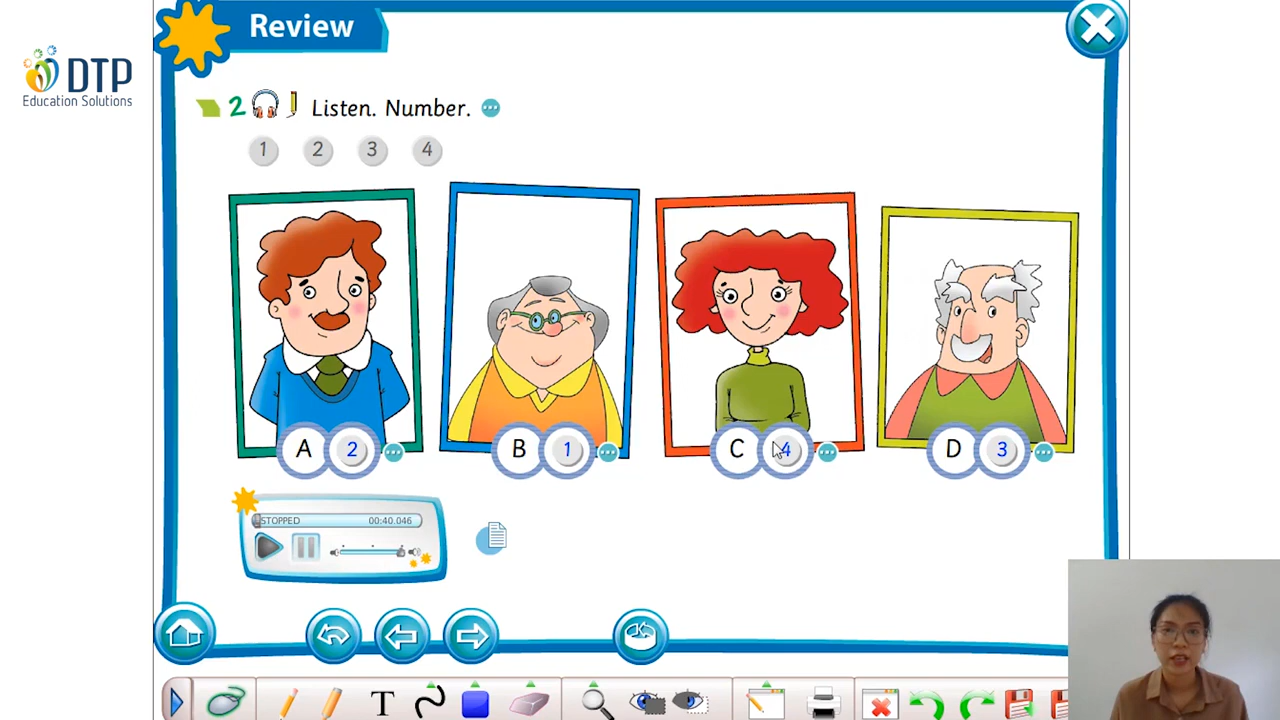 Review
DTP
Education Solutions
2 Listen. Number.
1 2 3 4
A 2 B 1 C 4 D 3
STOPPED 00:40.046
T